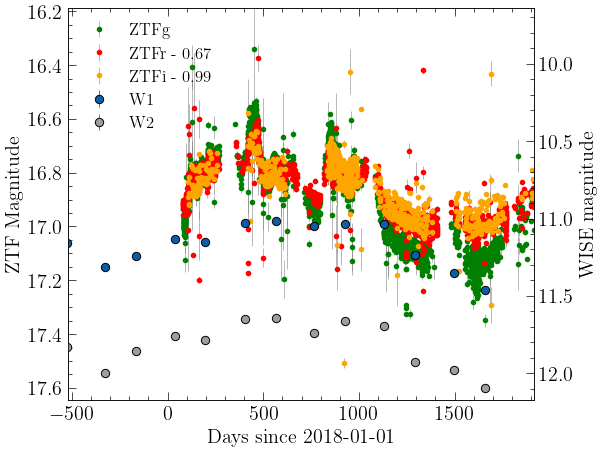 ZTFg
ZTFr - 0.67
ZTFi - 0.99
W1
W2
ZTF Magnitude
16.2
16.4
16.6
16.8
17.0
17.2
17.4
17.6
WISE magnitude
10.0
10.5
11.0
11.5
12.0
−500
0
500
1000
1500
Days since 2018-01-01